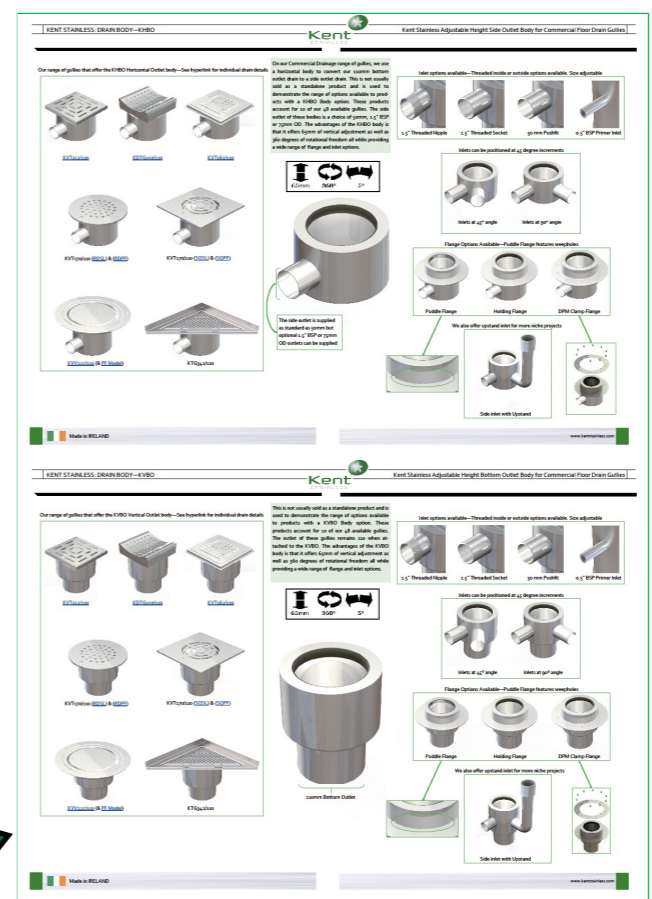 KENT STAINLESS: DRAIN BODY—KHBO
Kent
STAINLESS
Kent Stainless Adjustable Height Side Outlet Body for Commercial Floor Drain Gullies
Our range of gullies that offer the KHBO Horizontal Outlet body—See hyperlink for individual drain details
On our Commercial Drainage range of gullies, we use
a horizontal body to convert our 110mm bottom
outlet drain to a side outlet drain. This is not usually
sold as a standalone product and is used to
demonstrate the range of options available to prod-
ucts with a KHBO Body option. These products
account for 10 of our 48 available gullies. The side
outlet of these bodies is a choice of 50mm, 1.5" BSP
or 75mm OD. The advantages of the KHBO body is
that it offers 65mm of vertical adjustment as well as
360 degrees of rotational freedom all while providing
a wide range of flange and inlet options.
65mm 360° 5°
The side outlet is supplied
as standard as 50mm but
optional 1.5" BSP or 75mm
OD outlets can be supplied
Inlet options available—Threaded inside or outside options available. Size adjustable
1.5" Threaded Nipple 1.5" Threaded Socket 50 mm Pushfit 0.5" BSP Primer Inlet
Inlets can be positioned at 45 degree increments
Inlets at 45° angle Inlets at 90° angle
Flange Options Available—Puddle Flange features weepholes
Puddle Flange Holding Flange DPM Clamp Flange
We also offer upstand inlet for more niche projects
Side inlet with Upstand
Made in IRELAND
www.kentstainless.com
KENT STAINLESS: DRAIN BODY—KVBO
Kent
STAINLESS
Kent Stainless Adjustable Height Bottom Outlet Body for Commercial Floor Drain Gullies
Our range of gullies that offer the KVBO Vertical Outlet body—See hyperlink for individual drain details
This is not usually sold as a standalone product and is
used to demonstrate the range of options available
to products with a KVBO Body option. These
products account for 10 of our 48 available gullies.
The outlet of these gullies remains 110 when at-
tached to the KVBO. The advantages of the KVBO
body is that it offers 65mm of vertical adjustment as
well as 360 degrees of rotational freedom all while
providing a wide range of flange and inlet options.
65mm 360° 5°
110mm Bottom Outlet
Inlet options available—Threaded inside or outside options available. Size adjustable
1.5" Threaded Nipple 1.5" Threaded Socket 50 mm Pushfit 0.5" BSP Primer Inlet
Inlets can be positioned at 45 degree increments
Inlets at 45° angle Inlets at 90° angle
Flange Options Available—Puddle Flange features weepholes
Puddle Flange Holding Flange DPM Clamp Flange
We also offer upstand inlet for more niche projects
Side inlet with Upstand
Made in IRELAND
www.kentstainless.com